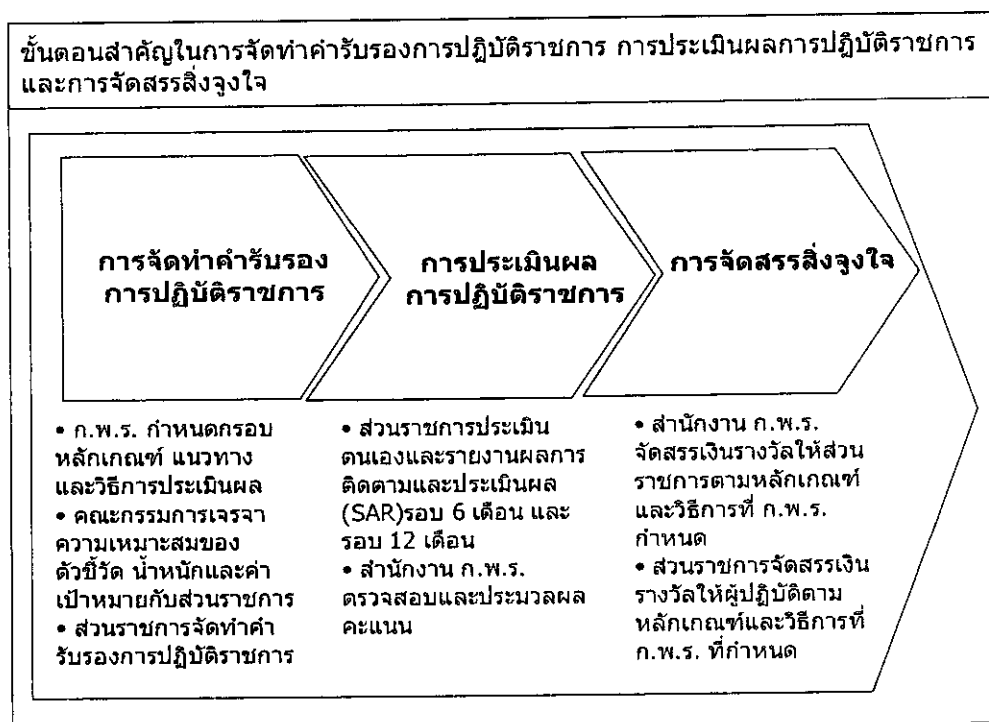 ขั้นตอนสำคัญในการจัดทำคำรับรองการปฏิบัติราชการ การประเมินผลการปฏิบัติราชการ
และการจัดสรรสิ่งจูงใจ
การจัดทำคำรับรอง
การปฏิบัติราชการ
การประเมินผล
การปฏิบัติราชการ
การจัดสรรสิ่งจูงใจ
• ก.พ.ร. กำหนดกรอบ
หลักเกณฑ์ แนวทาง
และวิธีการประเมินผล
• คณะกรรมการเจรจา
ความเหมาะสมของ
ตัวชี้วัด น้ำหนักและค่า
เป้าหมายกับส่วนราชการ
• ส่วนราชการจัดทำคำ
รับรองการปฏิบัติราชการ
• ส่วนราชการประเมิน
ตนเองและรายงานผลการ
ติดตามและประเมินผล
(SAR)รอบ 6 เดือน และ
รอบ 12 เดือน
• สำนักงาน ก.พ.ร.
ตรวจสอบและประมวลผล
คะแนน
• สำนักงาน ก.พ.ร.
จัดสรรเงินรางวัลให้ส่วน
ราชการตามหลักเกณฑ์
และวิธีการที่ ก.พ.ร.
กำหนด
• ส่วนราชการจัดสรรเงิน
รางวัลให้ผู้ปฏิบัติตาม
หลักเกณฑ์และวิธีการที่
ก.พ.ร. ที่กำหนด